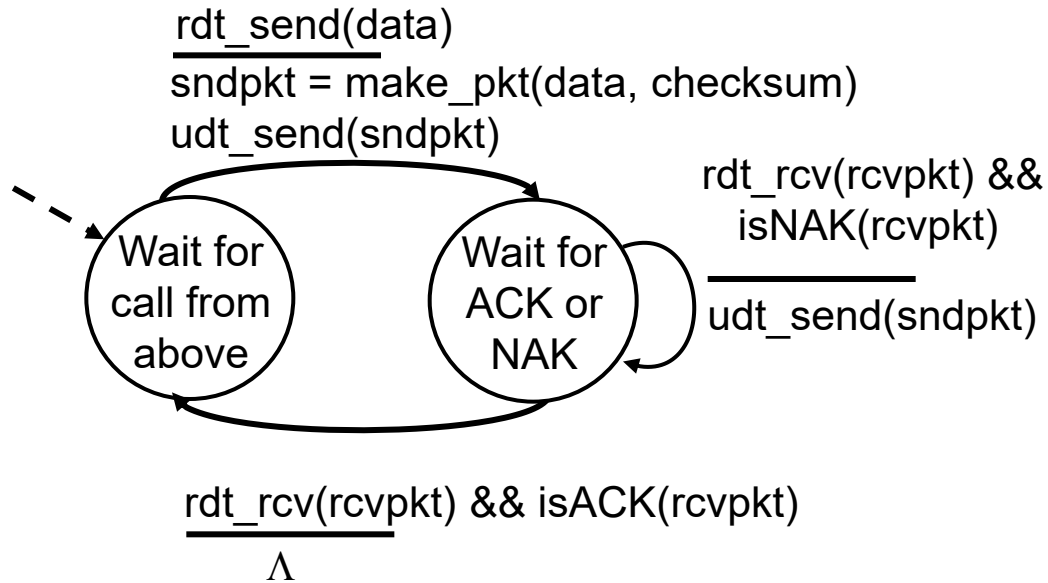 rdt_send(data)
sndpkt = make_pkt(data, checksum)
udt_send(sndpkt)
rdt_rcv(rcvpkt) &&
isNAK(rcvpkt)
udt_send(sndpkt)
Wait for
call from
above
Wait for
ACK or
NAK
rdt_rcv(rcvpkt) && isACK(rcvpkt)
Λ